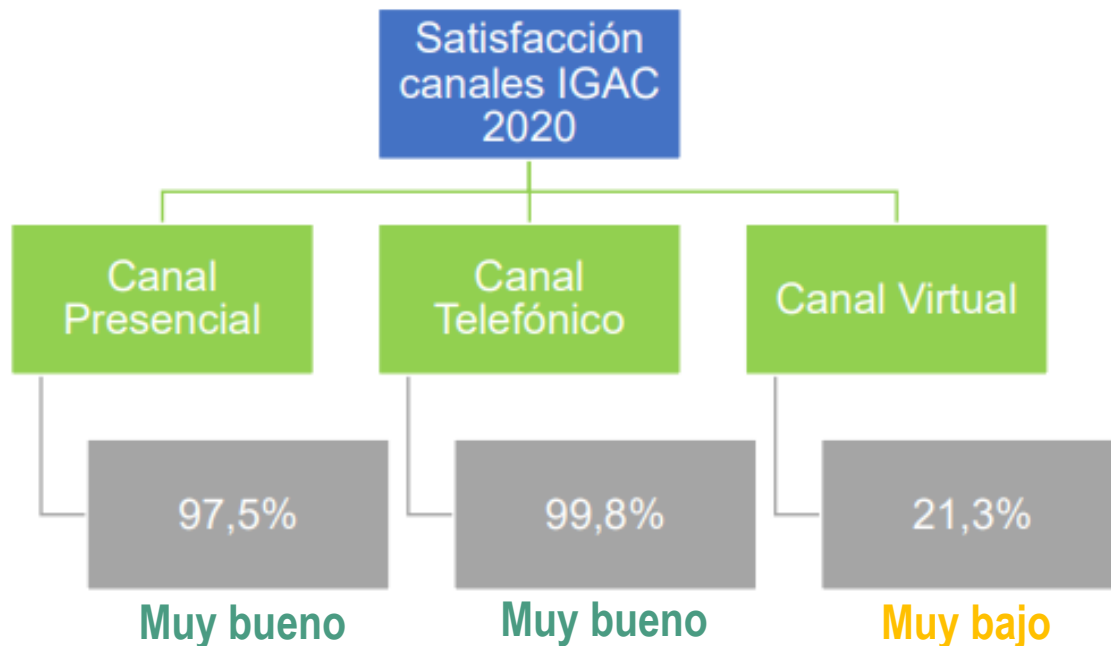 Satisfacción
canales IGAC
2020
Canal
Presencial
Canal
Telefónico
Canal Virtual
97,5%
99,8%
21,3%
Muy bueno
Muy bueno
Muy bajo